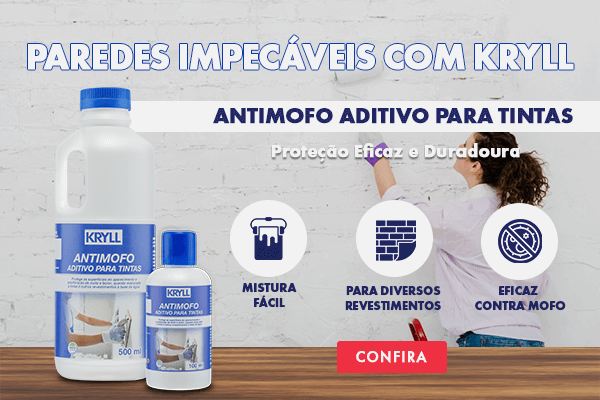 PAREDES IMPECÁVEIS COM KRYLL
ANTIMOFO ADITIVO PARA TINTAS
Proteção Eficaz e Duradoura
KRYLL
ANTIMOFO
ADITIVO PARA TINTAS
500 ml
KRYLL
ANTIMOFO
ADITIVO PARA TINTAS
100 ml
MISTURA
FÁCIL
PARA DIVERSOS
REVESTIMENTOS
EFICAZ
CONTRA MOFO
CONFIRA